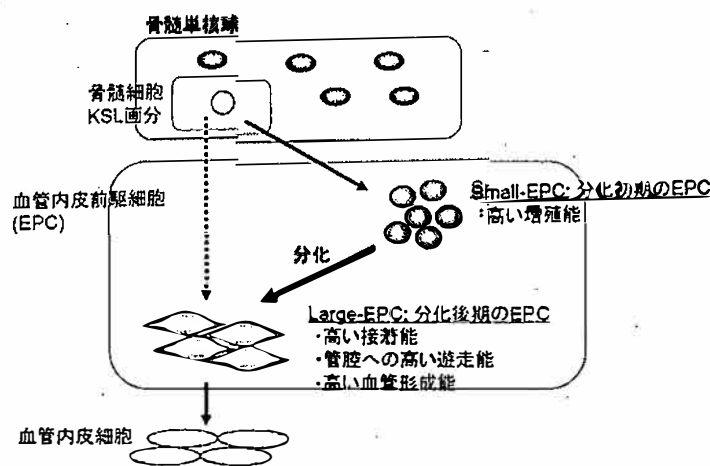 骨髄単核球
骨髄細胞
KSL画分
血管内皮前駆細胞
(EPC)
Small-EPC: 分化初期のEPC
・高い増殖能
分化
Large-EPC: 分化後期のEPC
・高い接着能
・管腔への高い遊走能
・高い血管形成能
血管内皮細胞